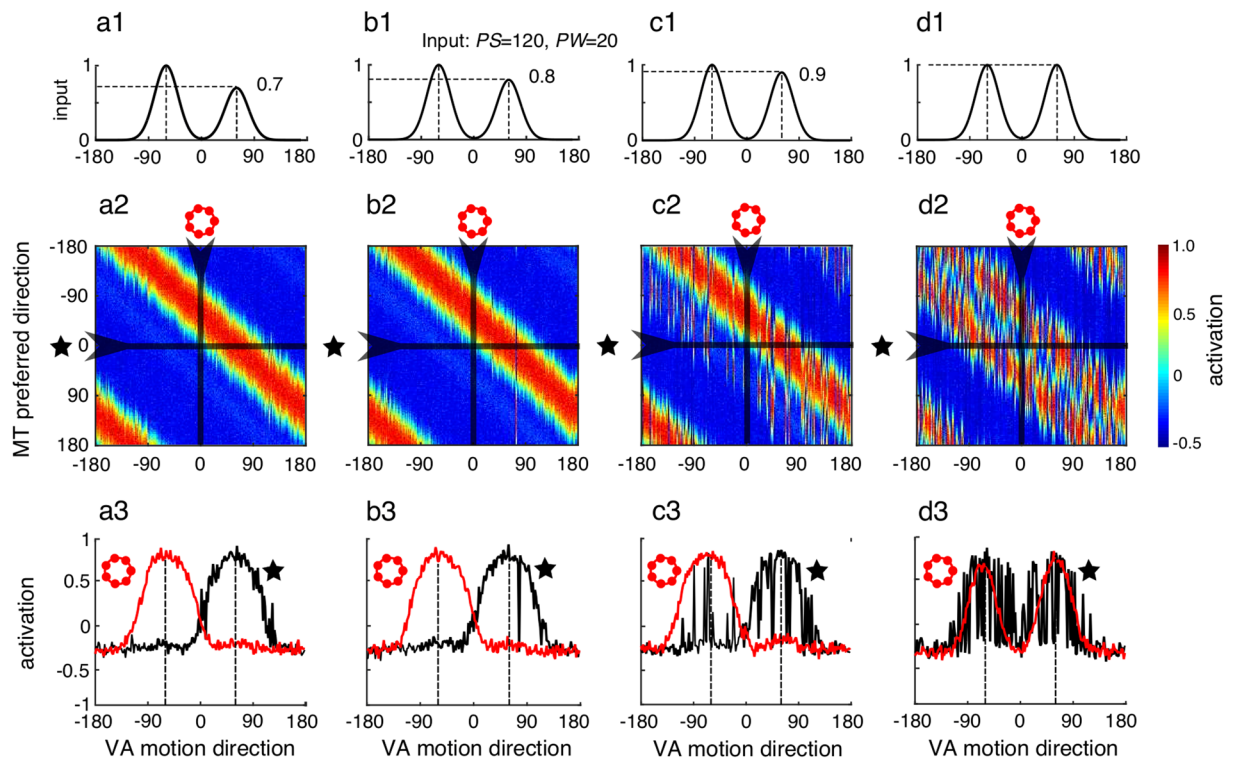 a1
b1
c1
d1
Input: PS=120, PW=20
input
1
0
0.7
-180 -90 0 90 180
1
0
0.8
-180 -90 0 90 180
1
0
0.9
-180 -90 0 90 180
1
0
-180 -90 0 90 180
a2
b2
c2
d2
MT preferred direction
-180
-90
0
90
180
-180 -90 0 90 180
-180 -90 0 90 180
-180 -90 0 90 180
-180 -90 0 90 180
1.0
0.5
0
-0.5
activation
a3
b3
c3
d3
activation
1
0.5
0
-0.5
-1
-180 -90 0 90 180
-180 -90 0 90 180
-180 -90 0 90 180
-180 -90 0 90 180
VA motion direction
VA motion direction
VA motion direction
VA motion direction